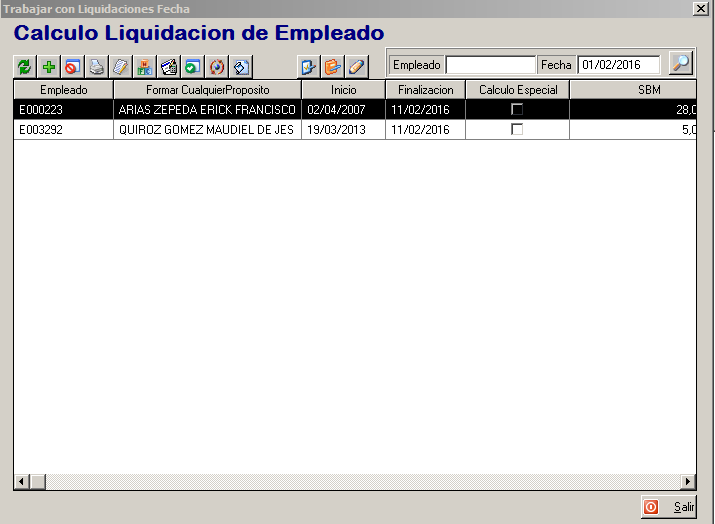 Trabajar con Liquidaciones Fecha
Calculo Liquidacion de Empleado
Empleado Fecha 01/02/2016
Empleado Formar CualquierProposito Inicio Finalizacion Calculo Especial SBM
E000223 ARIAS ZEPEDA ERICK FRANCISCO 02/04/2007 11/02/2016 28,0
E003292 QUIROZ GOMEZ MAUDIEL DE JES 19/03/2013 11/02/2016 5,0
Salir